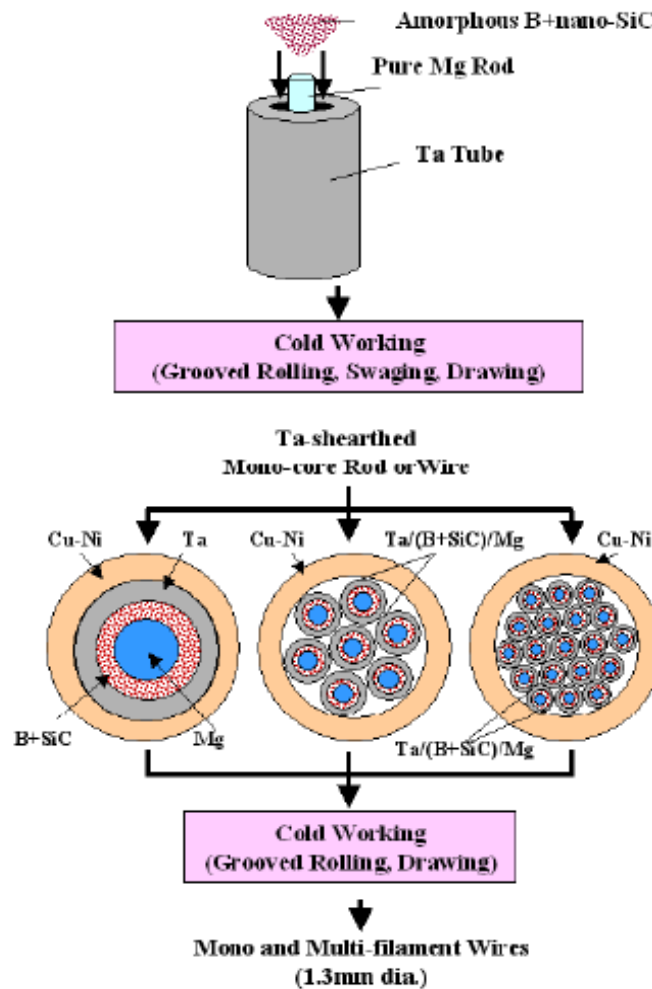 Amorphous B+nano-SiC
Pure Mg Rod
Ta Tube
Cold Working
(Grooved Rolling, Swaging, Drawing)
Ta-shearthed
Mono-core Rod orWire
Cu-Ni
Ta
Cu-Ni
Ta/(B+SiC)/Mg
Cu-Ni
B+SiC
Mg
Ta/(B+SiC)/Mg
Cold Working
(Grooved Rolling, Drawing)
Mono and Multi-filament Wires
(1.3mm dia.)